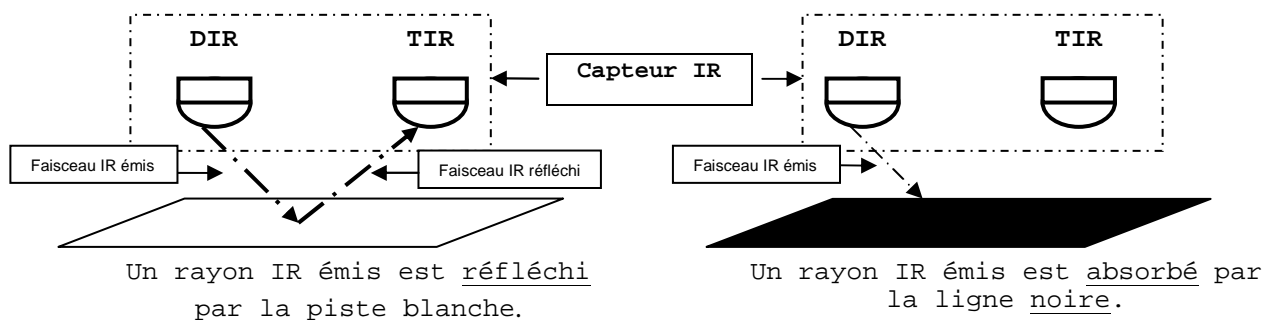 DIR TIR
Capteur IR
DIR TIR
Faisceau IR émis
Faisceau IR réfléchi
Faisceau IR émis
Un rayon IR émis est réfléchi
par la piste blanche.
Un rayon IR émis est absorbé par
la ligne noire.